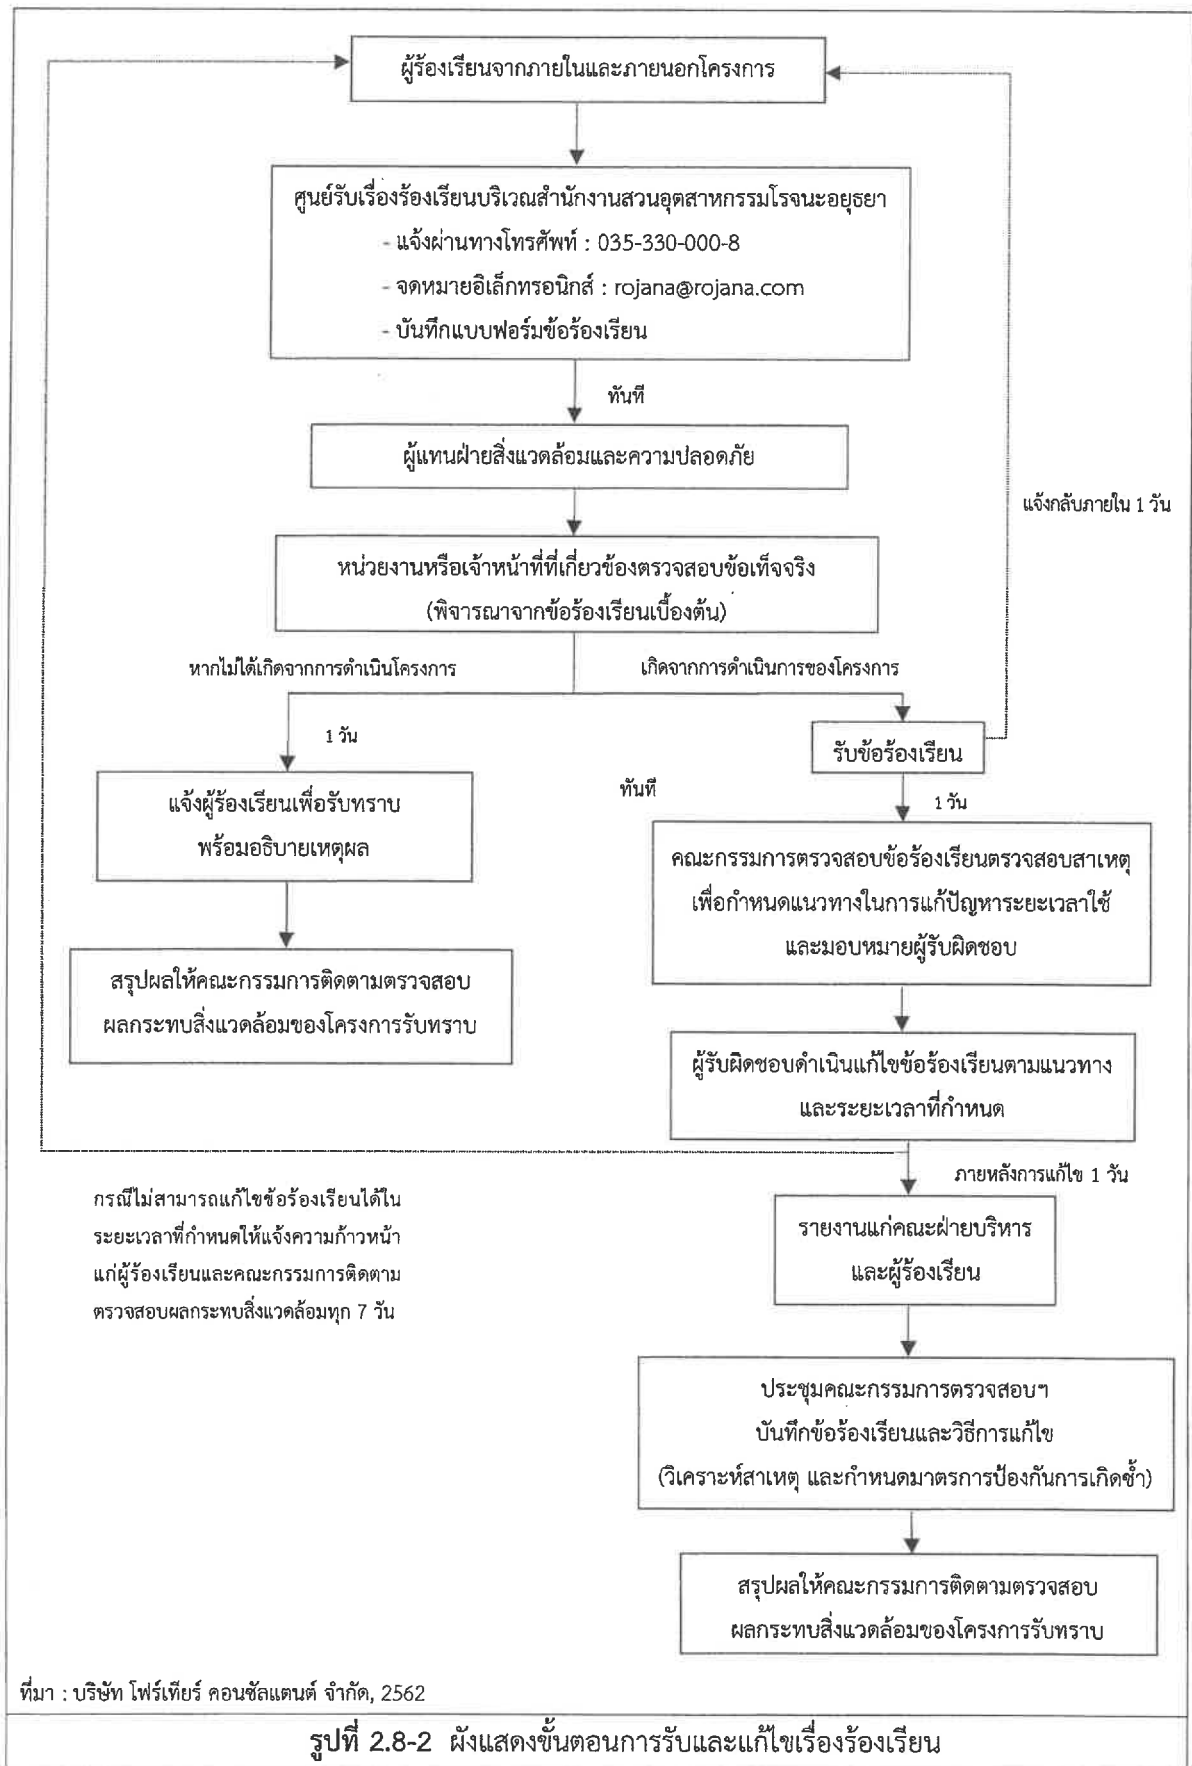 ผู้ร้องเรียนจากภายในและภายนอกโครงการ
ศูนย์รับเรื่องร้องเรียนบริเวณสำนักงานสวนอุตสาหกรรมโรจนะอยุธยา
- แจ้งผ่านทางโทรศัพท์ : 035-330-000-8
- จดหมายอิเล็กทรอนิกส์ : rojana@rojana.com
- บันทึกแบบฟอร์มข้อร้องเรียน
ทันที
ผู้แทนฝ่ายสิ่งแวดล้อมและความปลอดภัย
แจ้งกลับภายใน 1 วัน
หน่วยงานหรือเจ้าหน้าที่ที่เกี่ยวข้องตรวจสอบข้อเท็จจริง
(พิจารณาจากข้อร้องเรียนเบื้องต้น)
หากไม่ได้เกิดจากการดำเนินโครงการ
เกิดจากการดำเนินการของโครงการ
1 วัน
รับข้อร้องเรียน
แจ้งผู้ร้องเรียนเพื่อรับทราบ
พร้อมอธิบายเหตุผล
ทันที
1 วัน
คณะกรรมการตรวจสอบข้อร้องเรียนตรวจสอบสาเหตุ
เพื่อกำหนดแนวทางในการแก้ปัญหาระยะเวลาใช้
และมอบหมายผู้รับผิดชอบ
สรุปผลให้คณะกรรมการติดตามตรวจสอบ
ผลกระทบสิ่งแวดล้อมของโครงการรับทราบ
ผู้รับผิดชอบดำเนินแก้ไขข้อร้องเรียนตามแนวทาง
และระยะเวลาที่กำหนด
ภายหลังการแก้ไข 1 วัน
กรณีไม่สามารถแก้ไขข้อร้องเรียนได้ใน
ระยะเวลาที่กำหนดให้แจ้งความก้าวหน้า
แก่ผู้ร้องเรียนและคณะกรรมการติดตาม
ตรวจสอบผลกระทบสิ่งแวดล้อมทุก 7 วัน
รายงานแก่คณะฝ่ายบริหาร
และผู้ร้องเรียน
ประชุมคณะกรรมการตรวจสอบฯ
บันทึกข้อร้องเรียนและวิธีการแก้ไข
(วิเคราะห์สาเหตุ และกำหนดมาตรการป้องกันการเกิดซ้ำ)
สรุปผลให้คณะกรรมการติดตามตรวจสอบ
ผลกระทบสิ่งแวดล้อมของโครงการรับทราบ
ที่มา : บริษัท โฟร์เทียร์ คอนซัลแตนต์ จำกัด, 2562
รูปที่ 2.8-2 ผังแสดงขั้นตอนการรับและแก้ไขเรื่องร้องเรียน